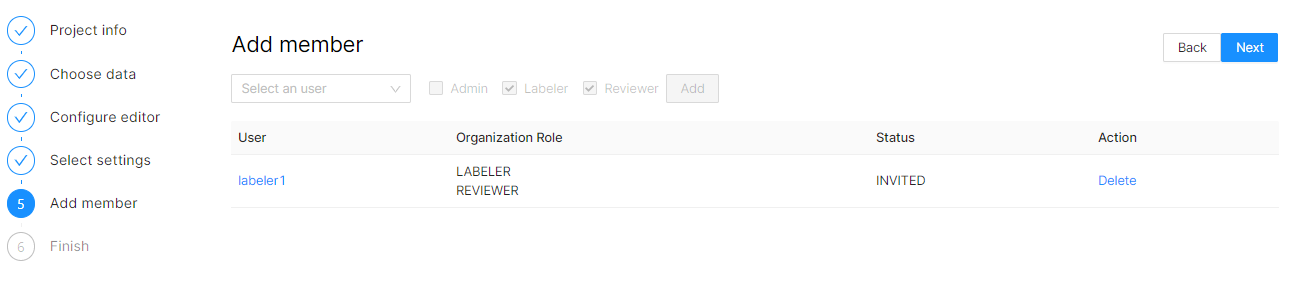 Project info
Choose data
Configure editor
Select settings
5 Add member
6 Finish
Add member
Back Next
Select an user Admin Labeler Reviewer Add
User Organization Role Status Action
labeler1 LABELER INVITED Delete
REVIEWER